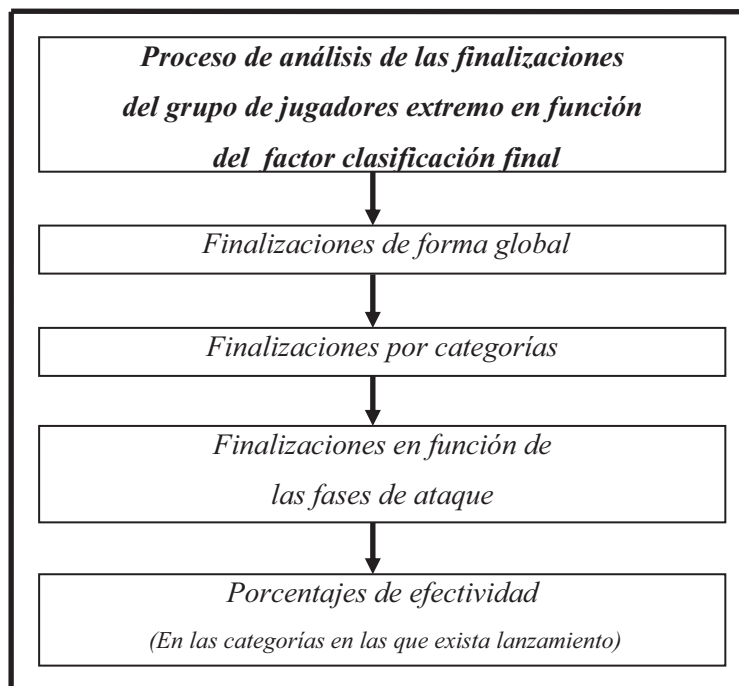 Proceso de análisis de las finalizaciones
del grupo de jugadores extremo en función
del factor clasificación final
Finalizaciones de forma global
Finalizaciones por categorías
Finalizaciones en función de
las fases de ataque
Porcentajes de efectividad
(En las categorías en las que exista lanzamiento)